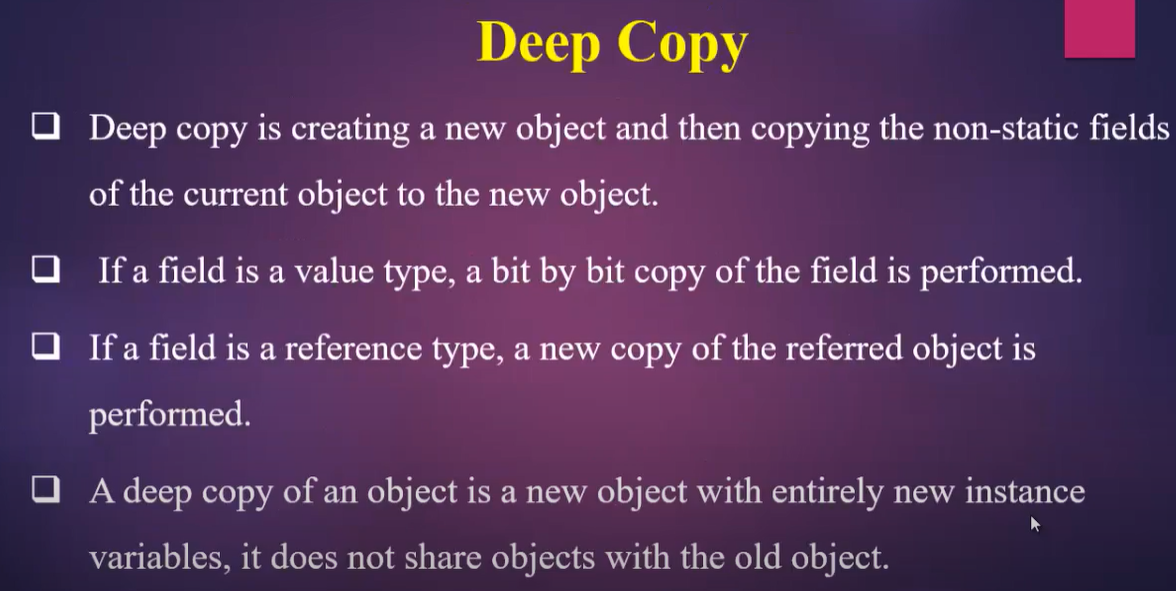 Deep Copy
Deep copy is creating a new object and then copying the non-static fields
of the current object to the new object.
If a field is a value type, a bit by bit copy of the field is performed.
If a field is a reference type, a new copy of the referred object is
performed.
A deep copy of an object is a new object with entirely new instance
variables, it does not share objects with the old object.